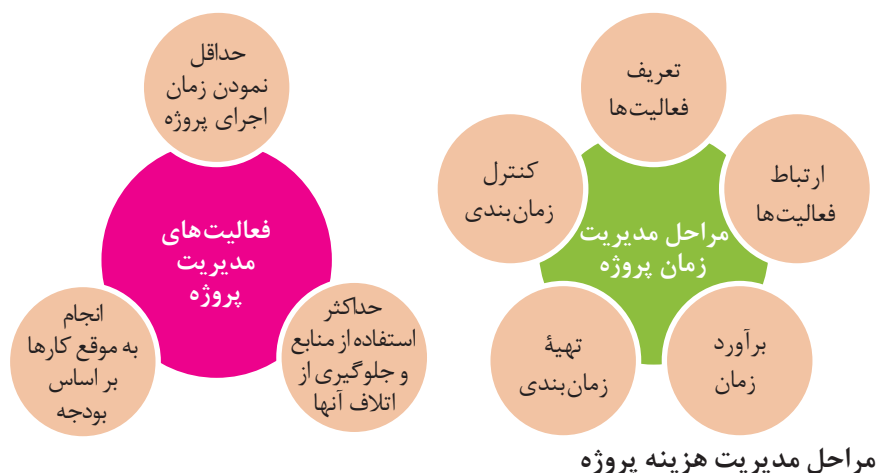 مراحل مدیریت
زمان پروژه
تعریف
فعالیت‌ها
ارتباط
فعالیت‌ها
برآورد
زمان
تهیهٔ
زمان‌بندی
کنترل
زمان‌بندی
فعالیت‌های
مدیریت
پروژه
حداقل
نمودن زمان
اجرای پروژه
حداکثر
استفاده از منابع
و جلوگیری از
اتلاف آنها
انجام
به موقع کارها
بر اساس
بودجه
مراحل مدیریت هزینه پروژه